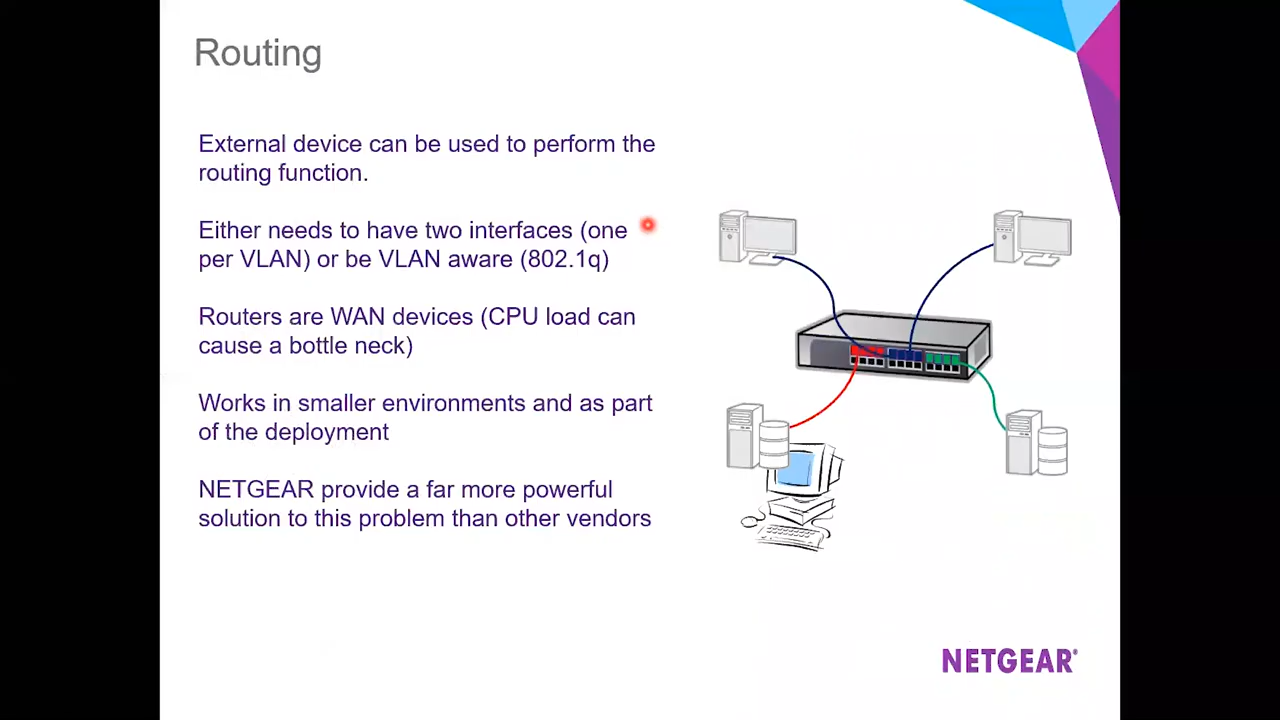 Routing
External device can be used to perform the
routing function.
Either needs to have two interfaces (one
per VLAN) or be VLAN aware (802.1q)
Routers are WAN devices (CPU load can
cause a bottle neck)
Works in smaller environments and as part
of the deployment
NETGEAR provide a far more powerful
solution to this problem than other vendors
NETGEAR®